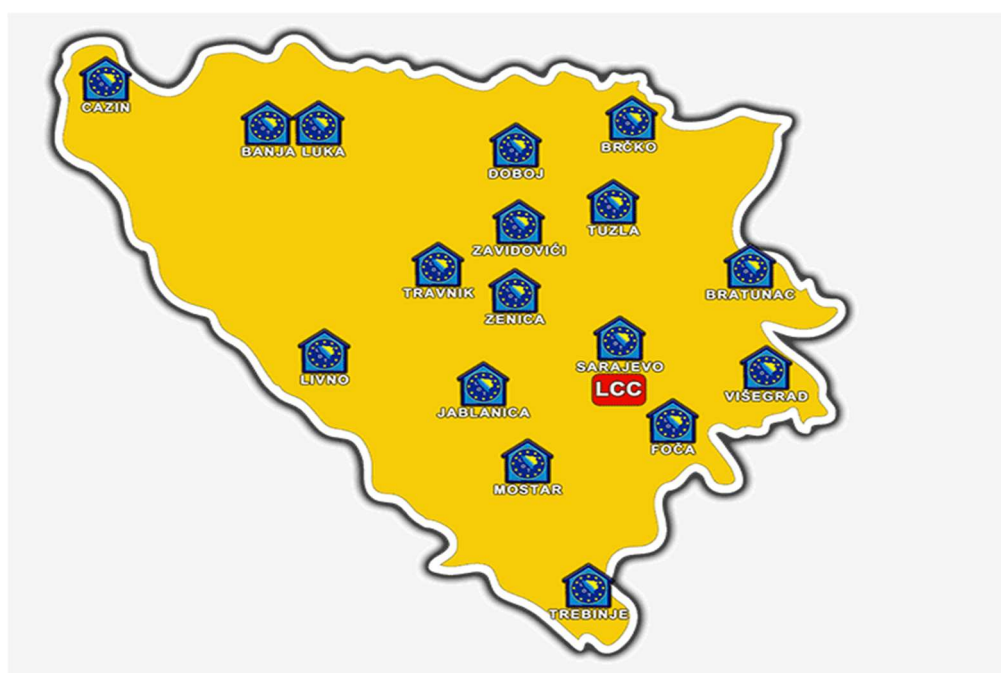 CAZIN
BANJA LUKA
DOBOJ
BRČKO
TUZLA
ZAVIDOVIĆI
TRAVNIK
BRATUNAC
ZENICA
LIVNO
SARAJEVO
LCC
VIŠEGRAD
JABLANICA
FOČA
MOSTAR
TREBINJE